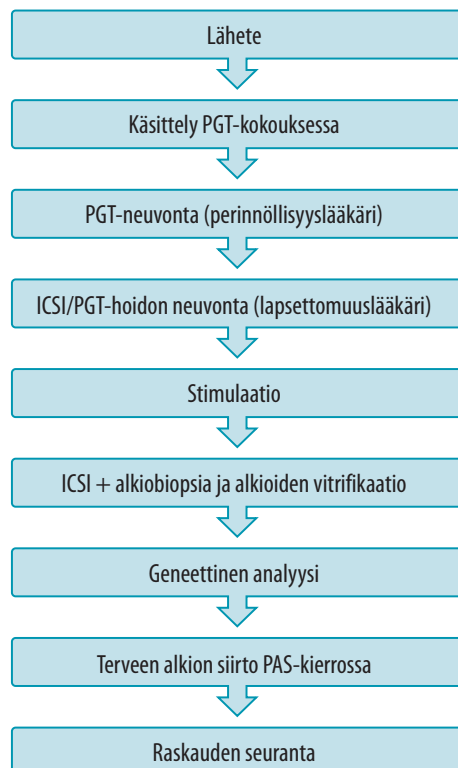 Lähete
Käsittely PGT-kokouksessa
PGT-neuvonta (perinnöllisyyslääkäri)
ICSI/PGT-hoidon neuvonta (lapsettomuuslääkäri)
Stimulaatio
ICSI + alkiobiopsia ja alkioiden vitrifikaatio
Geneettinen analyysi
Terveen alkion siirto PAS-kierrossa
Raskauden seuranta